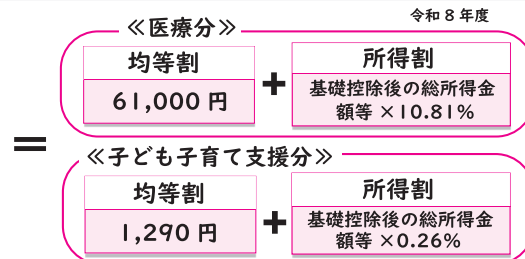 令和8年度
≪医療分≫
均等割
61,000円
+
所得割
基礎控除後の総所得金
額等 ×10.81%
=
≪子ども子育て支援分≫
均等割
1,290円
+
所得割
基礎控除後の総所得金
額等 ×0.26%